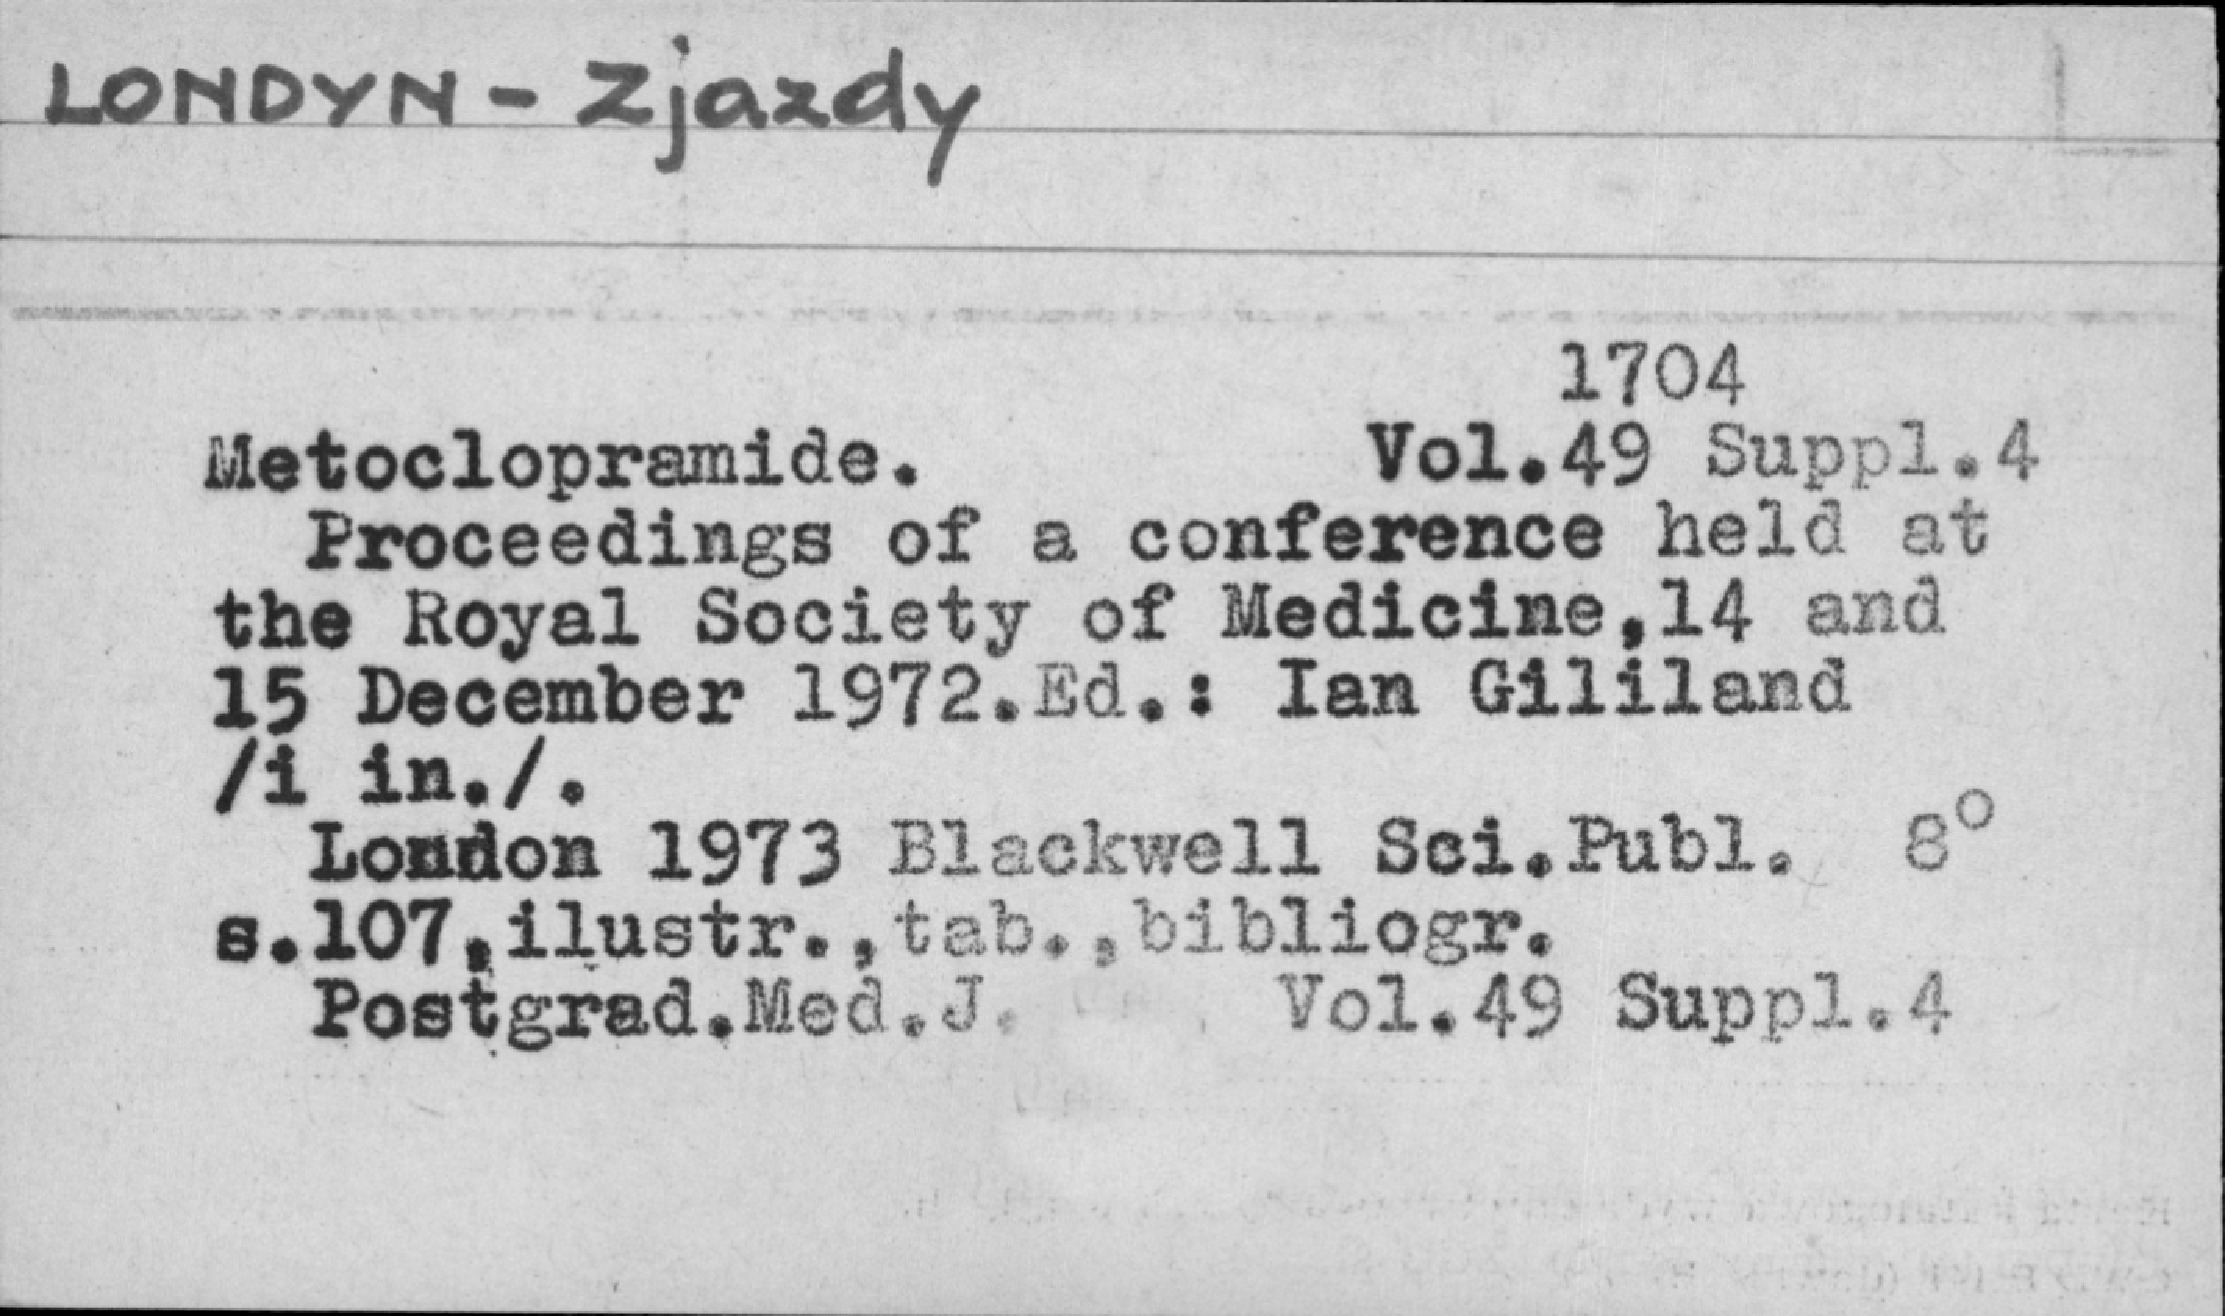 LONDYN - Zjazdy
1704
Metoclopramide. Vol.49 Suppl.4
Proceedings of a conference held at
the Royal Society of Medicine,14 and
15 December 1972.Ed.: Ian Gililand
/i in./.
London 1973 Blackwell Sci.Publ. 8°
s.107,ilustr.,tab.,bibliogr.
Postgrad.Med.J. Vol.49 Suppl.4